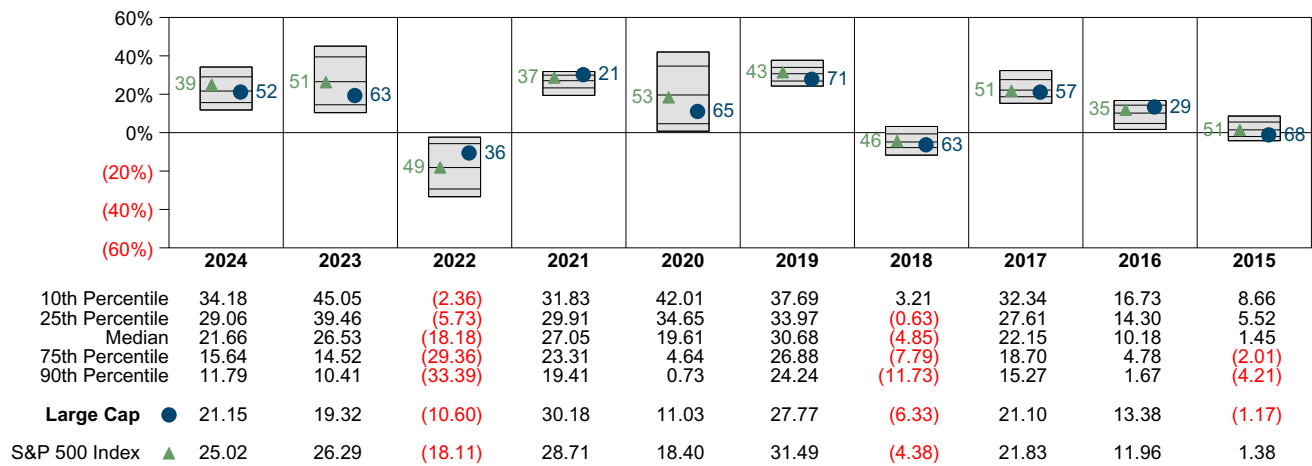 60%
40%
20%
0%
(20%)
(40%)
(60%)
39 52
51 63
49 36
37 21
53 65
43 71
46 63
51 57
35 29
51 68
2024 2023 2022 2021 2020 2019 2018 2017 2016 2015
10th Percentile 34.18 45.05 (2.36) 31.83 42.01 37.69 3.21 32.34 16.73 8.66
25th Percentile 29.06 39.46 (5.73) 29.91 34.65 33.97 (0.63) 27.61 14.30 5.52
Median 21.66 26.53 (18.18) 27.05 19.61 30.68 (4.85) 22.15 10.18 1.45
75th Percentile 15.64 14.52 (29.36) 23.31 4.64 26.88 (7.79) 18.70 4.78 (2.01)
90th Percentile 11.79 10.41 (33.39) 19.41 0.73 24.24 (11.73) 15.27 1.67 (4.21)
Large Cap 21.15 19.32 (10.60) 30.18 11.03 27.77 (6.33) 21.10 13.38 (1.17)
S&P 500 Index 25.02 26.29 (18.11) 28.71 18.40 31.49 (4.38) 21.83 11.96 1.38